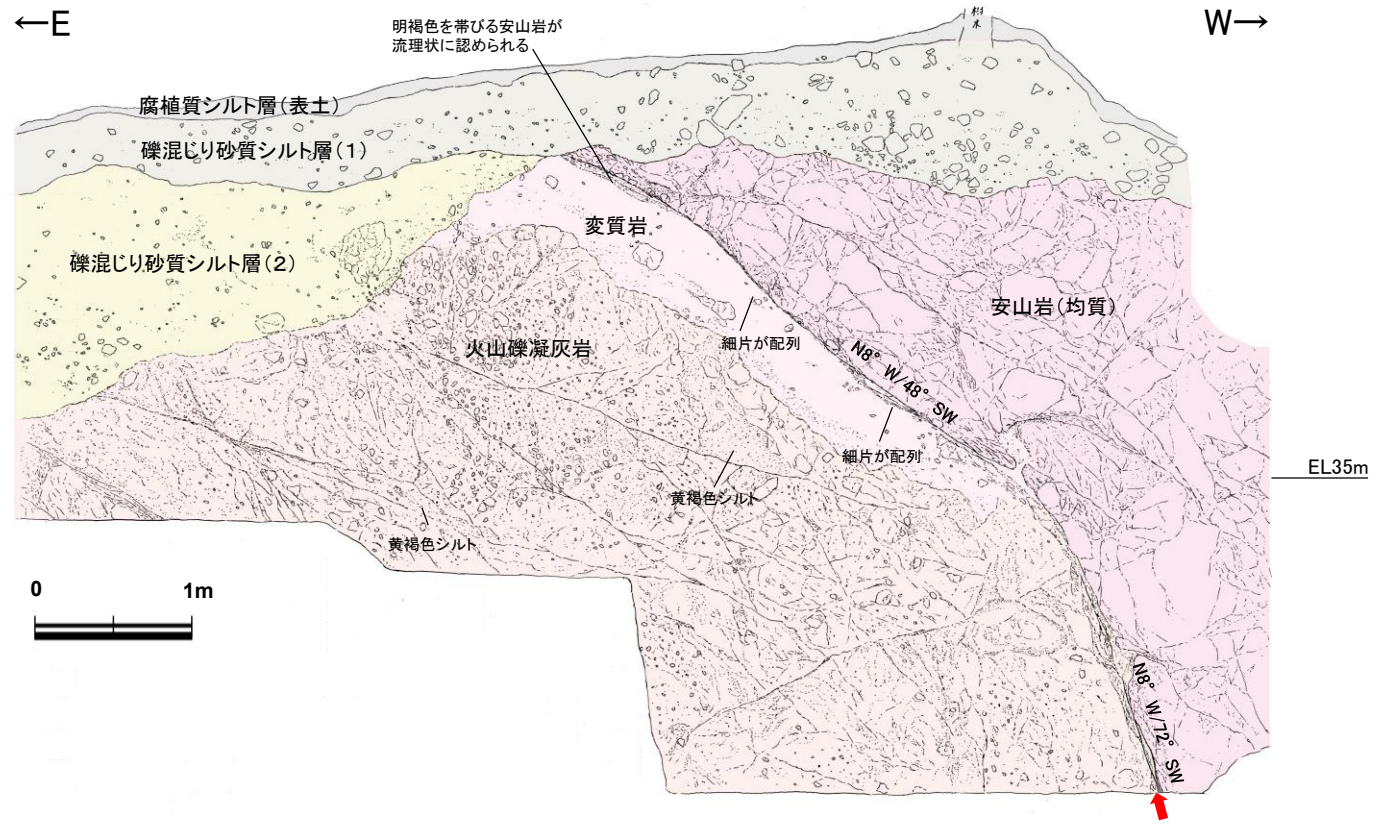 ←E
W→
樹
木
明褐色を帯びる安山岩が
流理状に認められる
腐植質シルト層(表土)
礫混じり砂質シルト層(1)
変質岩
礫混じり砂質シルト層(2)
安山岩(均質)
細片が配列
火山礫凝灰岩
N8° W/48° SW
細片が配列
EL35m
黄褐色シルト
黄褐色シルト
0 1m
N8° W/72° SW